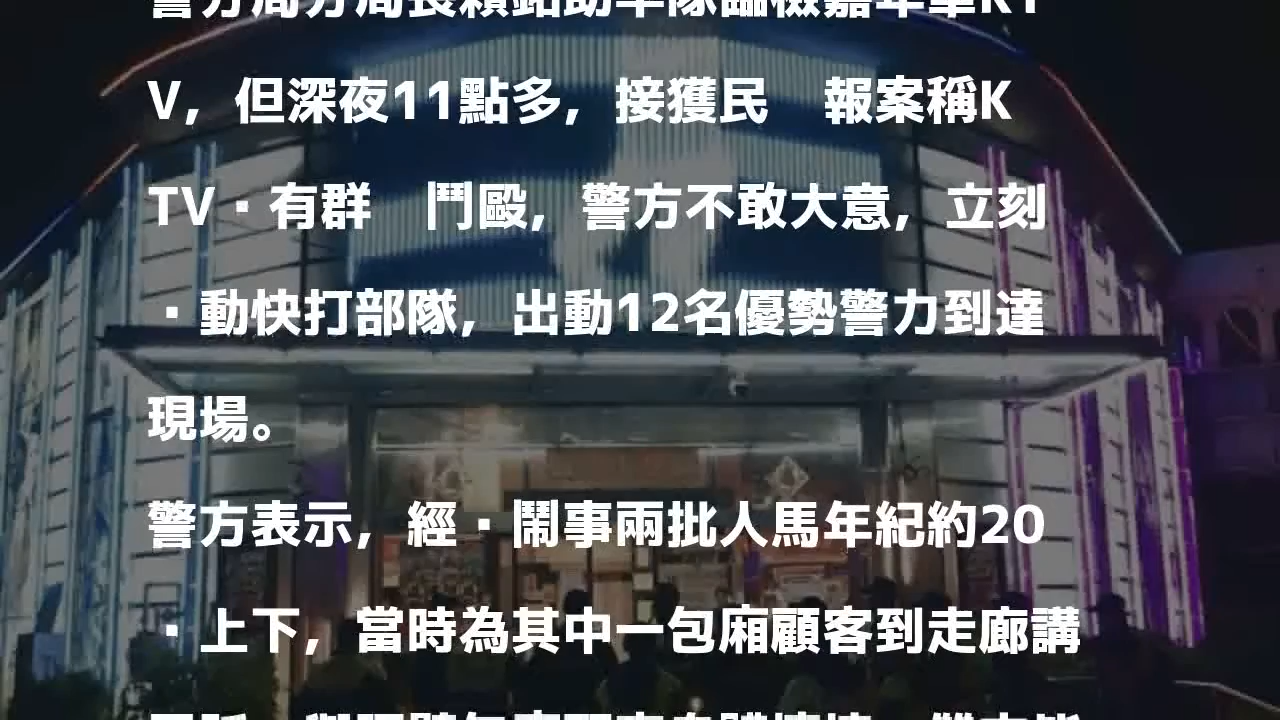 V，但深夜11點多，接獲民　報案稱K
TV·有群　鬥毆，警方不敢大意，立刻
·動快打部隊，出動12名優勢警力到達
現場。
警方表示，經·鬧事兩批人馬年紀約20
·上下，當時為其中一包廂顧客到走廊講